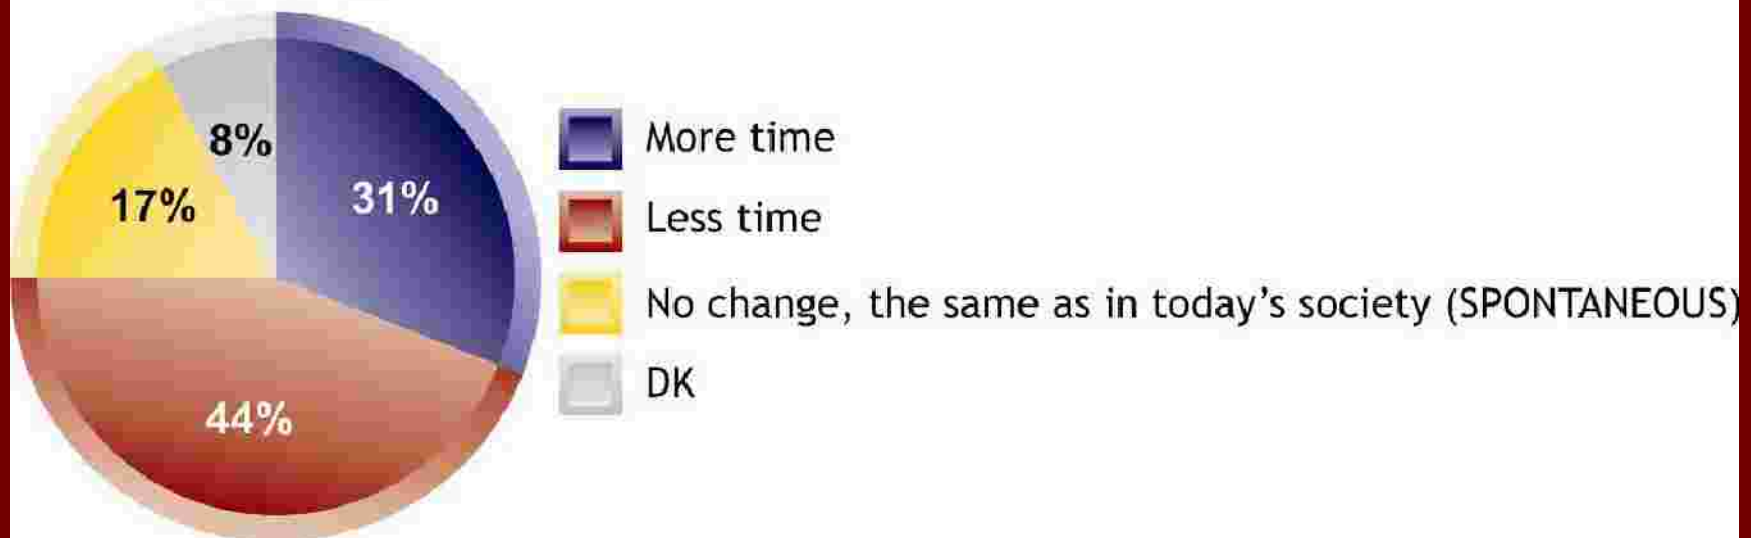 8%
31%
17%
44%
More time
Less time
No change, the same as in today’s society (SPONTANEOUS)
DK